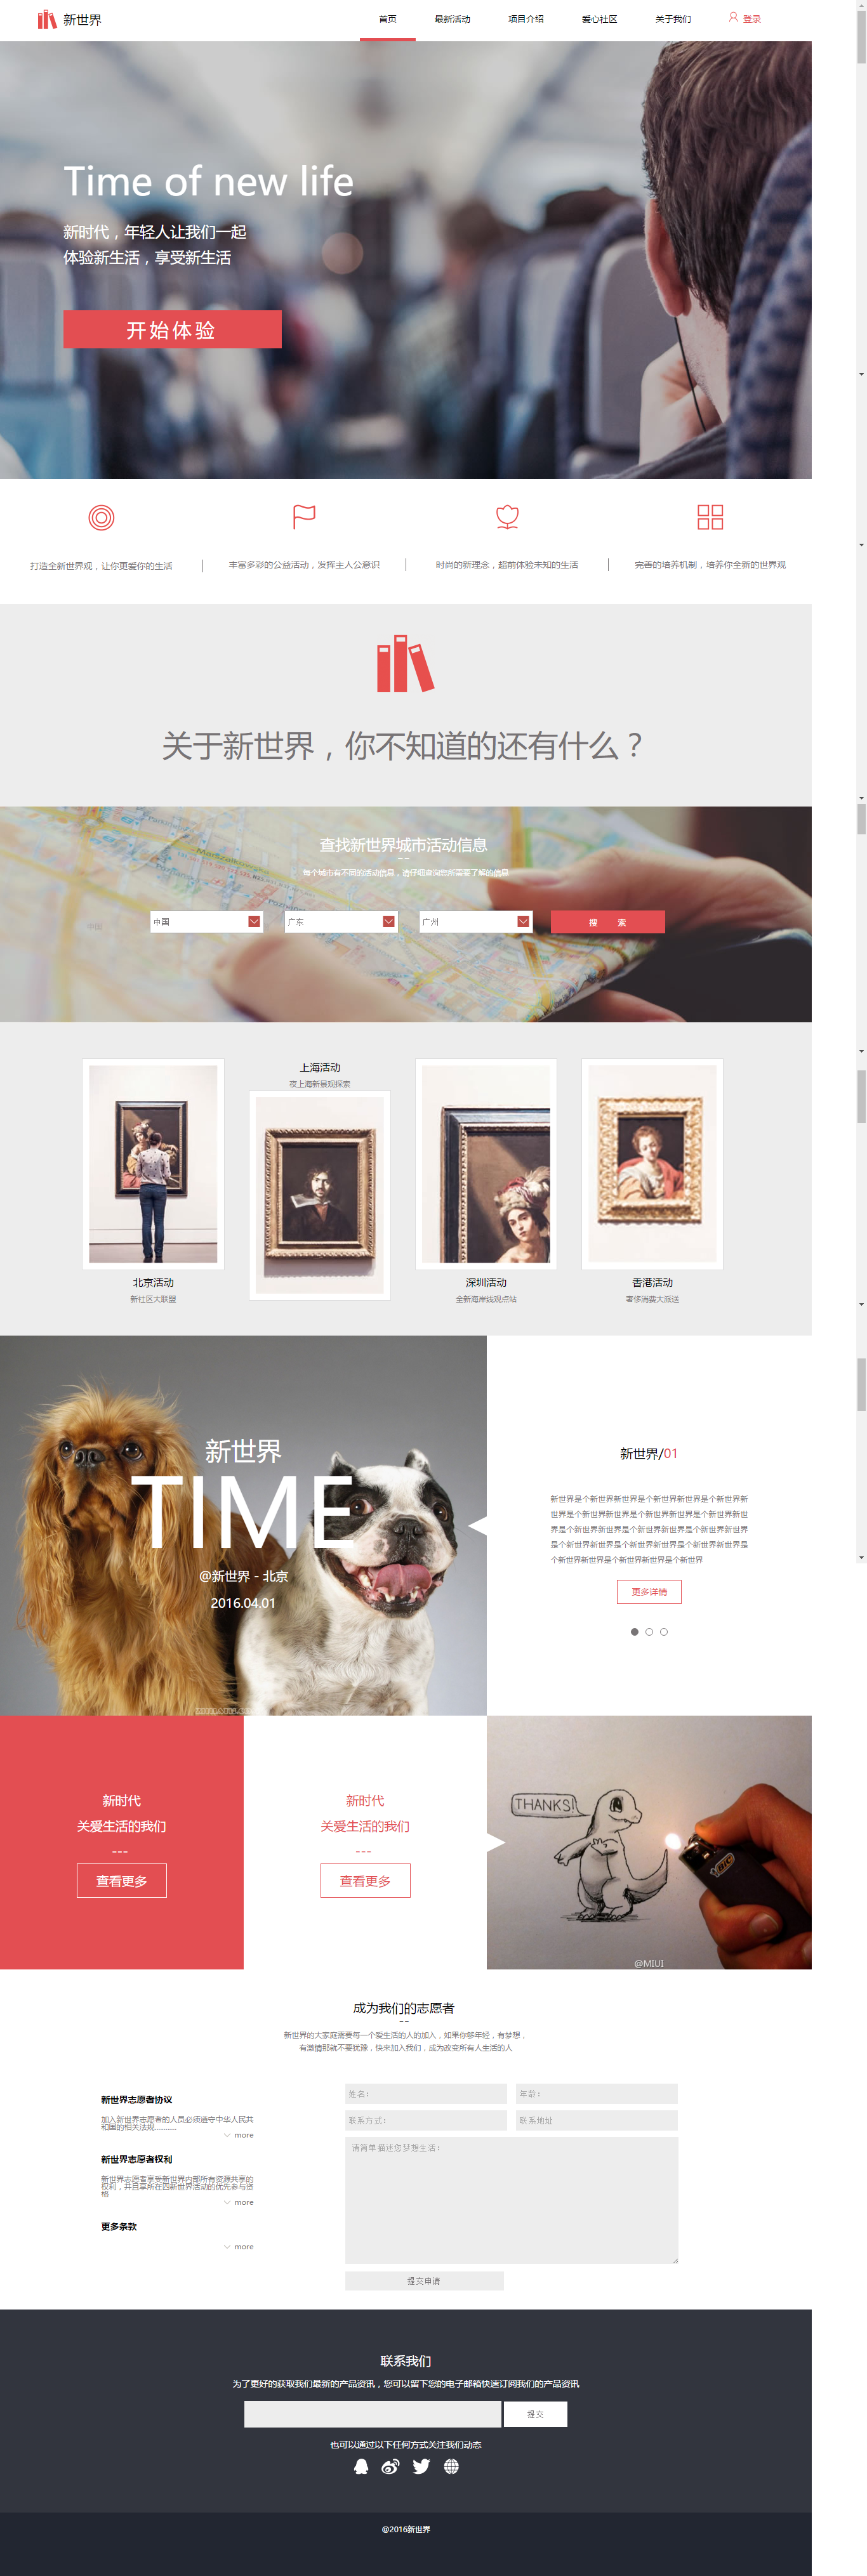 新世界
首页
最新活动
项目介绍
爱心社区
关于我们
登录
Time of new life
新时代，年轻人让我们一起
体验新生活，享受新生活
开始体验
打造全新世界观，让你更爱你的生活
丰富多彩的公益活动，发挥主人公意识
时尚的新理念，超前体验未知的生活
完善的培养机制，培养你全新的世界观
关于新世界，你不知道的还有什么？
查找新世界城市活动信息
--
每个城市有不同的活动信息，请仔细查询您所需要了解的信息
中国
中国
广东
广州
搜 索
北京活动
新社区大联盟
上海活动
夜上海新景观探索
深圳活动
全新海岸线观点站
香港活动
奢侈消费大派送
新世界
TIME
@新世界 - 北京
2016.04.01
新世界/01
新世界是个新世界新世界是个新世界新世界是个新世界新
世界是个新世界新世界是个新世界新世界是个新世界新世
界是个新世界新世界是个新世界新世界是个新世界新世界
是个新世界新世界是个新世界新世界是个新世界新世界是
个新世界新世界是个新世界新世界是个新世界
更多详情
新时代
关爱生活的我们
---
查看更多
新时代
关爱生活的我们
---
查看更多
THANKS!
@MIUI
成为我们的志愿者
--
新世界的大家庭需要每一个爱生活的人的加入，如果你够年轻，有梦想，
有激情那就不要犹豫，快来加入我们，成为改变所有人生活的人
新世界志愿者协议
加入新世界志愿者的人员必须遵守中华人民共
和国的相关法规............
more
新世界志愿者权利
新世界志愿者享受新世界内部所有资源共享的
权利，并且享所在四新世界活动的优先参与资
格
more
更多条款
more
姓名：
年龄：
联系方式：
联系地址
请简单描述您梦想生活：
提交申请
联系我们
为了更好的获取我们最新的产品资讯，您可以留下您的电子邮箱快速订阅我们的产品资讯
提交
也可以通过以下任何方式关注我们动态
@2016新世界